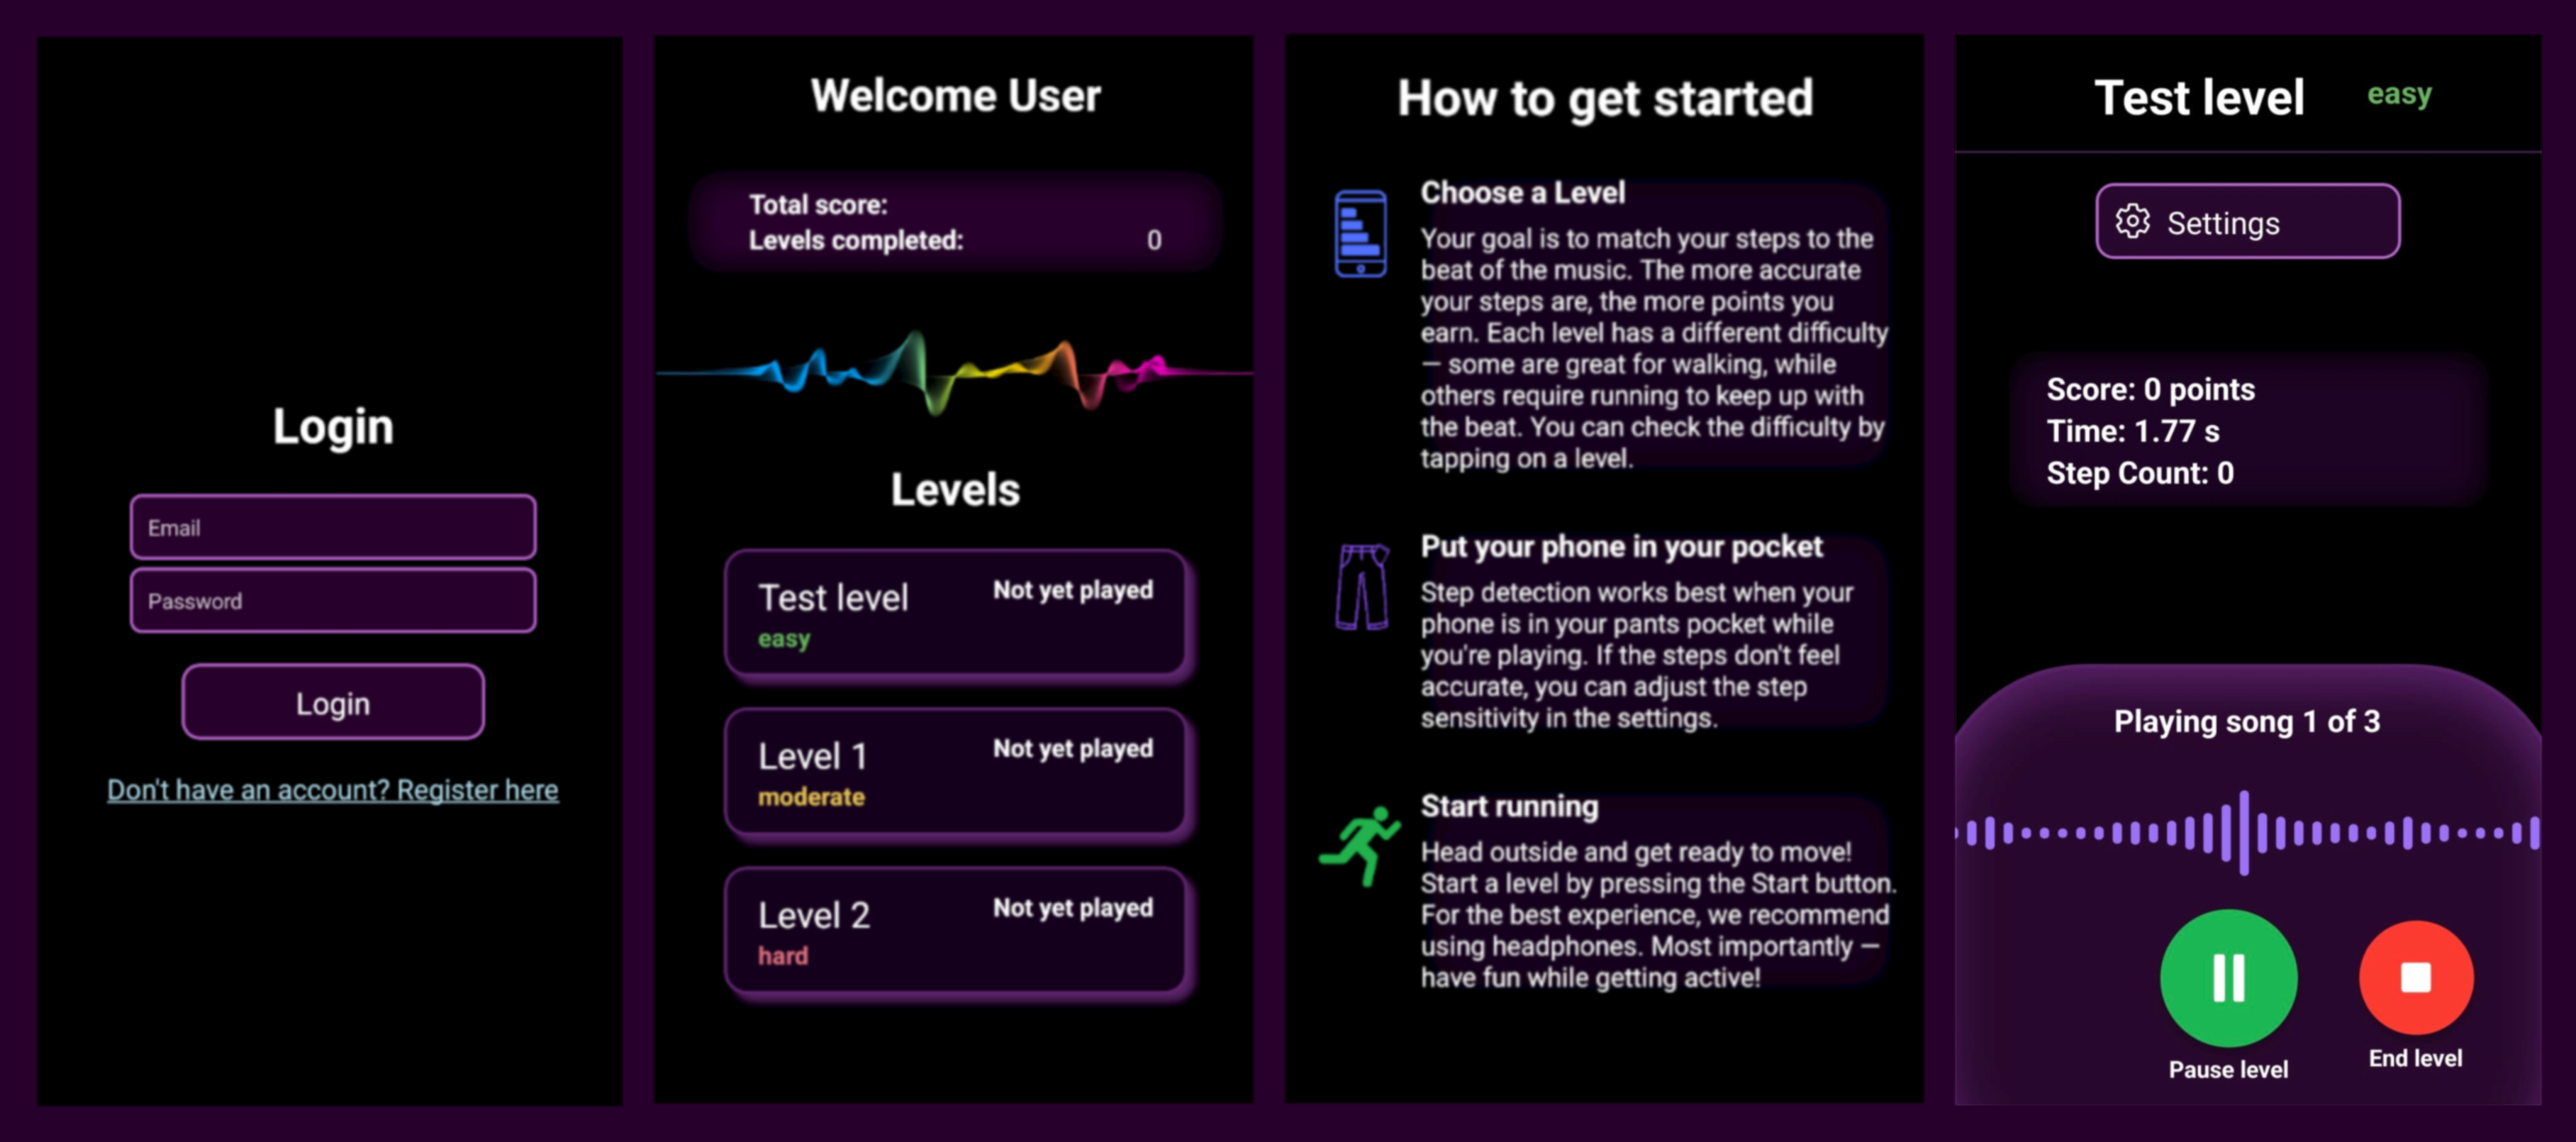 Login
Email
Password
Login
Don't have an account? Register here
Welcome User
Total score:
Levels completed: 0
Levels
Test level Not yet played
easy
Level 1 Not yet played
moderate
Level 2 Not yet played
hard
How to get started
Choose a Level
Your goal is to match your steps to the
beat of the music. The more accurate
your steps are, the more points you
earn. Each level has a different difficulty
— some are great for walking, while
others require running to keep up with
the beat. You can check the difficulty by
tapping on a level.
Put your phone in your pocket
Step detection works best when your
phone is in your pants pocket while
you're playing. If the steps don't feel
accurate, you can adjust the step
sensitivity in the settings.
Start running
Head outside and get ready to move!
Start a level by pressing the Start button.
For the best experience, we recommend
using headphones. Most importantly —
have fun while getting active!
Test level easy
Settings
Score: 0 points
Time: 1.77 s
Step Count: 0
Playing song 1 of 3
Pause level
End level